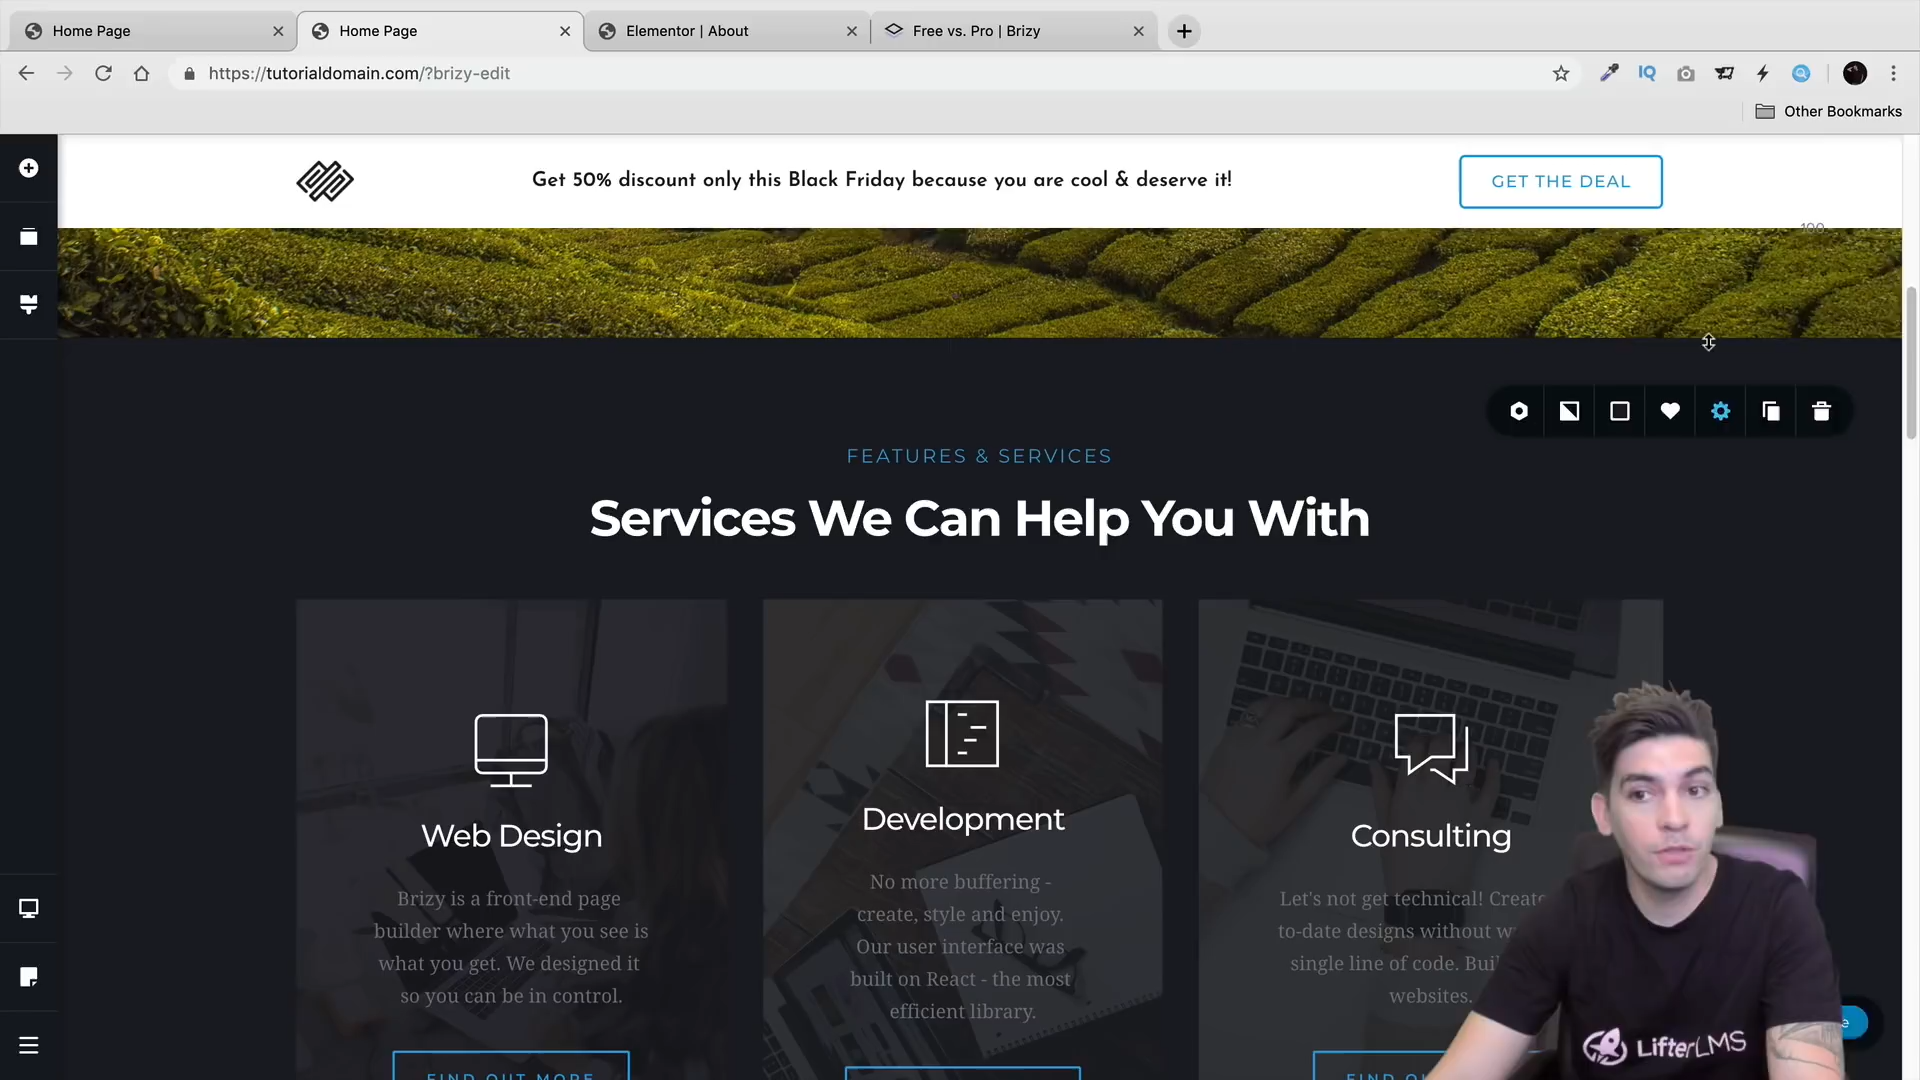 Home Page
Home Page
Elementor | About
Free vs. Pro | Brizy
https://tutorialdomain.com/?brizy-edit
IQ
Other Bookmarks
Get 50% discount only this Black Friday because you are cool & deserve it!
GET THE DEAL
100
FEATURES & SERVICES
Services We Can Help You With
Web Design
Brizy is a front-end page
builder where what you see is
what you get. We designed it
so you can be in control.
FIND OUT MORE
Development
No more buffering -
create, style and enjoy.
Our user interface was
built on React - the most
efficient library.
Consulting
Let's not get technical! Create
to-date designs without
single line of code.
websites.
LifterLMS